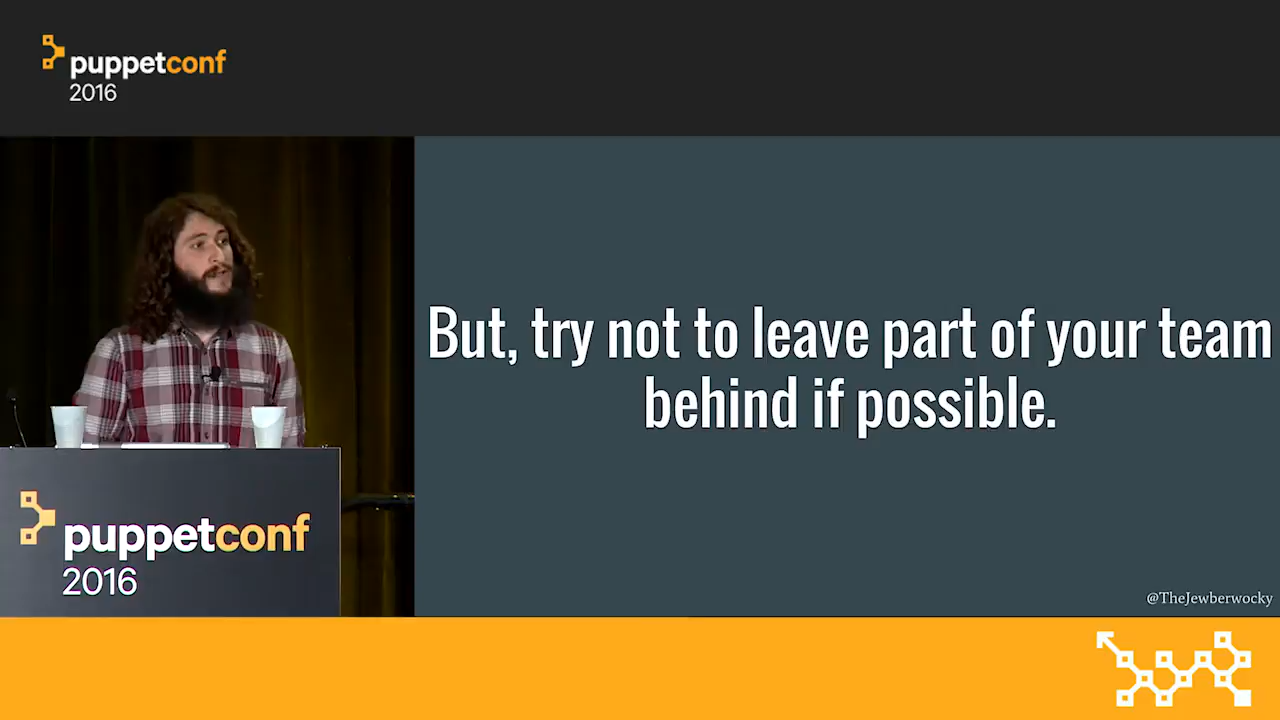 puppetconf
2016
But, try not to leave part of your team
behind if possible.
puppetconf
2016
@TheJewberwocky